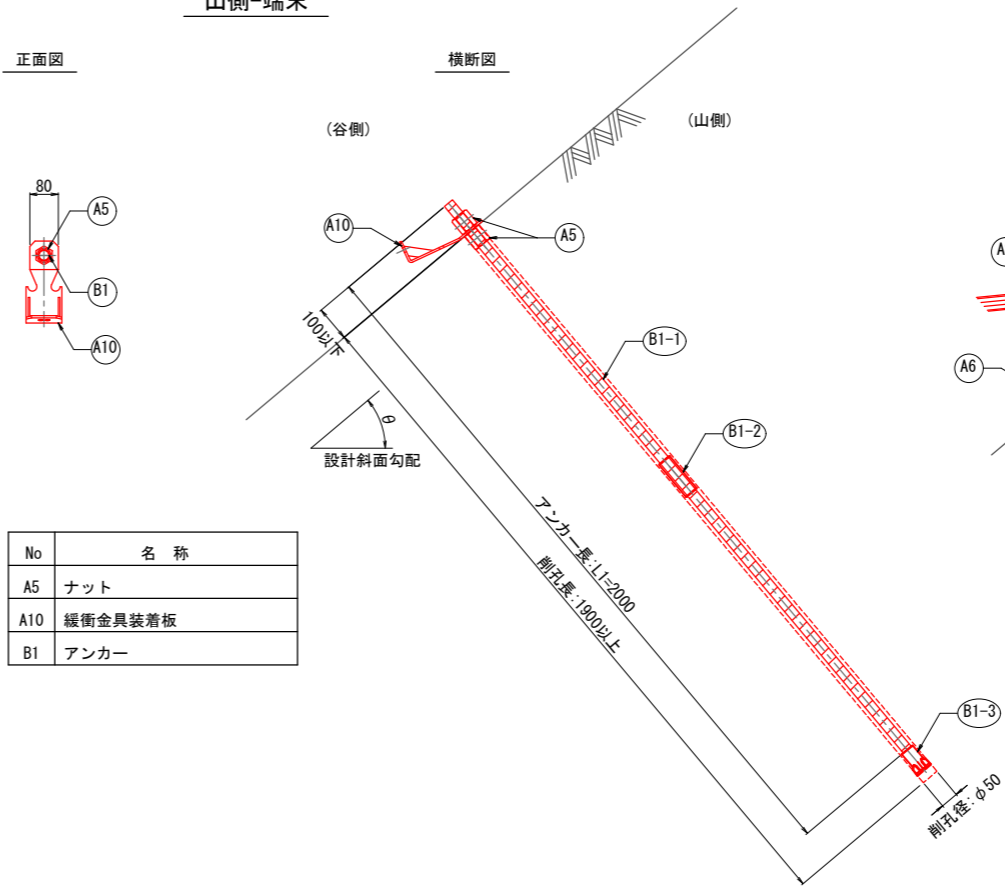 山側-端末
正面図
横断図
(谷側)
(山側)
80
A5
B1
A10
A10
A5
100以下
θ
設計斜面勾配
B1-1
B1-2
B1-3
アンカー長:L1=2000
削孔長:1900以上
削孔径:φ50
A6
No 名 称
A5 ナット
A10 緩衝金具装着板
B1 アンカー